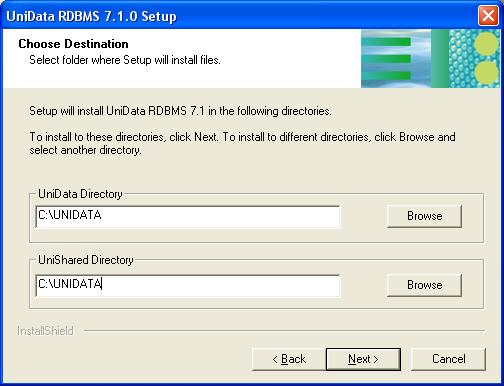 UniData RDBMS 7.1.0 Setup
Choose Destination
Select folder where Setup will install files.
Setup will install UniData RDBMS 7.1 in the following directories.
To install to these directories, click Next. To install to different directories, click Browse and
select another directory.
UniData Directory
C:\UNIDATA
Browse
UniShared Directory
C:\UNIDATA
Browse
InstallShield
< Back
Next >
Cancel